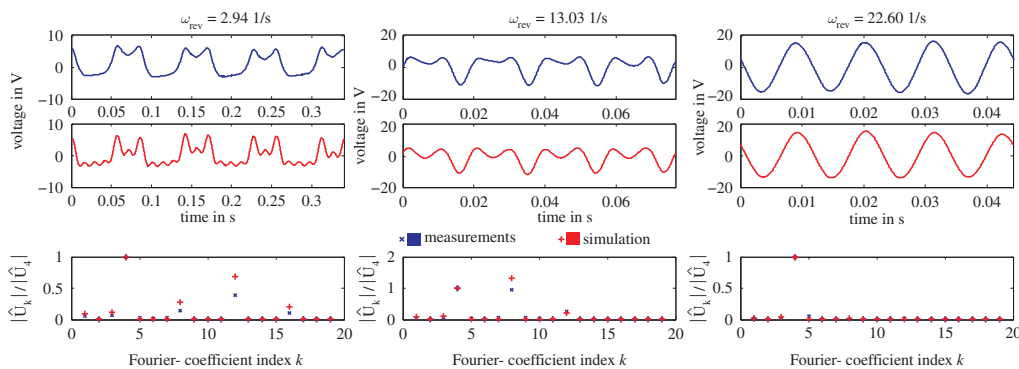 ω_rev = 2.94 1/s
ω_rev = 13.03 1/s
ω_rev = 22.60 1/s
voltage in V
10
0
−10
0 0.05 0.1 0.15 0.2 0.25 0.3
10
0
−10
0 0.05 0.1 0.15 0.2 0.25 0.3
time in s
voltage in V
20
0
−20
0 0.02 0.04 0.06
20
0
−20
0 0.02 0.04 0.06
time in s
voltage in V
20
0
−20
0 0.01 0.02 0.03 0.04
20
0
−20
0 0.01 0.02 0.03 0.04
time in s
measurements
simulation
|Û_k| / |Û_4|
1
0.5
0
0 5 10 15 20
Fourier- coefficient index k
|Û_k| / |Û_4|
2
1
0
0 5 10 15 20
Fourier- coefficient index k
|Û_k| / |Û_4|
1
0.5
0
0 5 10 15 20
Fourier- coefficient index k